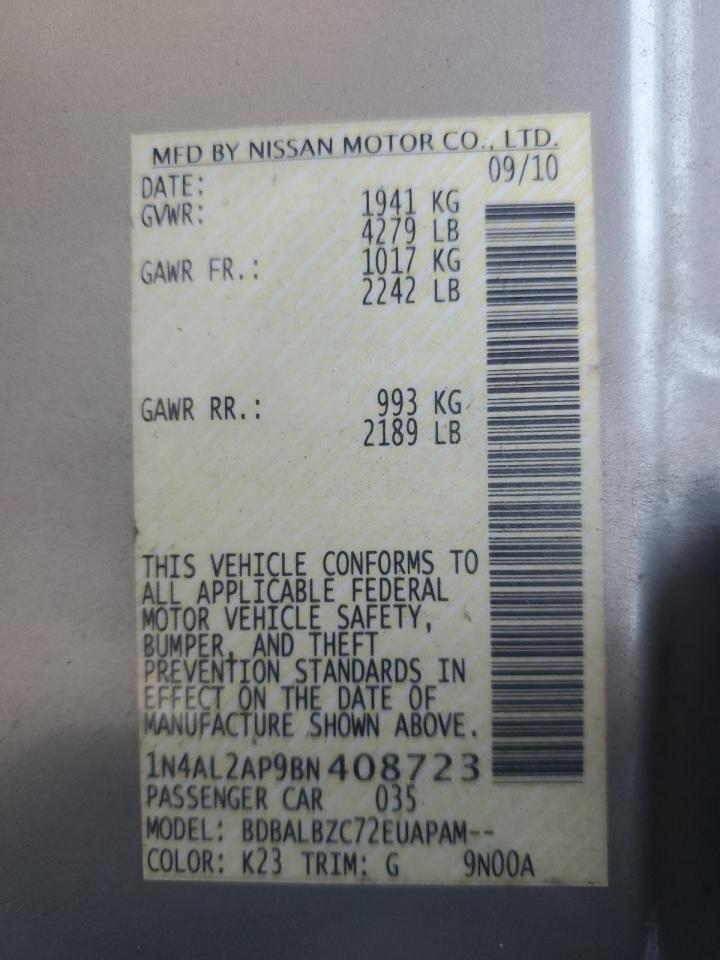 MFD BY NISSAN MOTOR CO., LTD.
DATE: 09/10
GVWR: 1941 KG
4279 LB
GAWR FR.: 1017 KG
2242 LB
GAWR RR.: 993 KG
2189 LB
THIS VEHICLE CONFORMS TO
ALL APPLICABLE FEDERAL
MOTOR VEHICLE SAFETY,
BUMPER, AND THEFT
PREVENTION STANDARDS IN
EFFECT ON THE DATE OF
MANUFACTURE SHOWN ABOVE.
1N4AL2AP9BN408723
PASSENGER CAR 035
MODEL: BDBALBZC72EUAPAM--
COLOR: K23 TRIM: G 9N00A